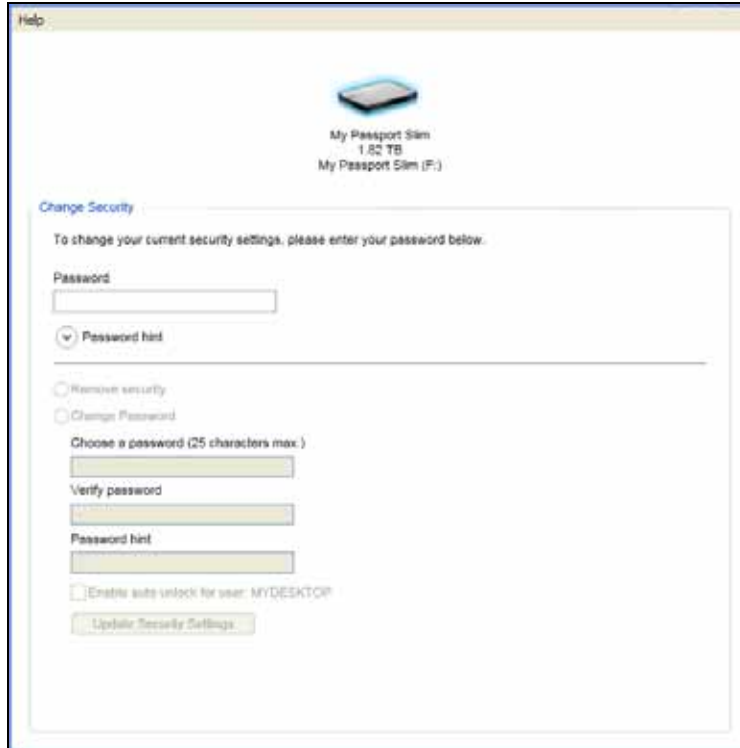 Help
My Passport Slim
1.82 TB
My Passport Slim (F:)
Change Security
To change your current security settings, please enter your password below.
Password
Password hint
Remove security
Change Password
Choose a password (25 characters max.)
Verify password
Password hint
Enable auto unlock for user: MYDESKTOP
Update Security Settings